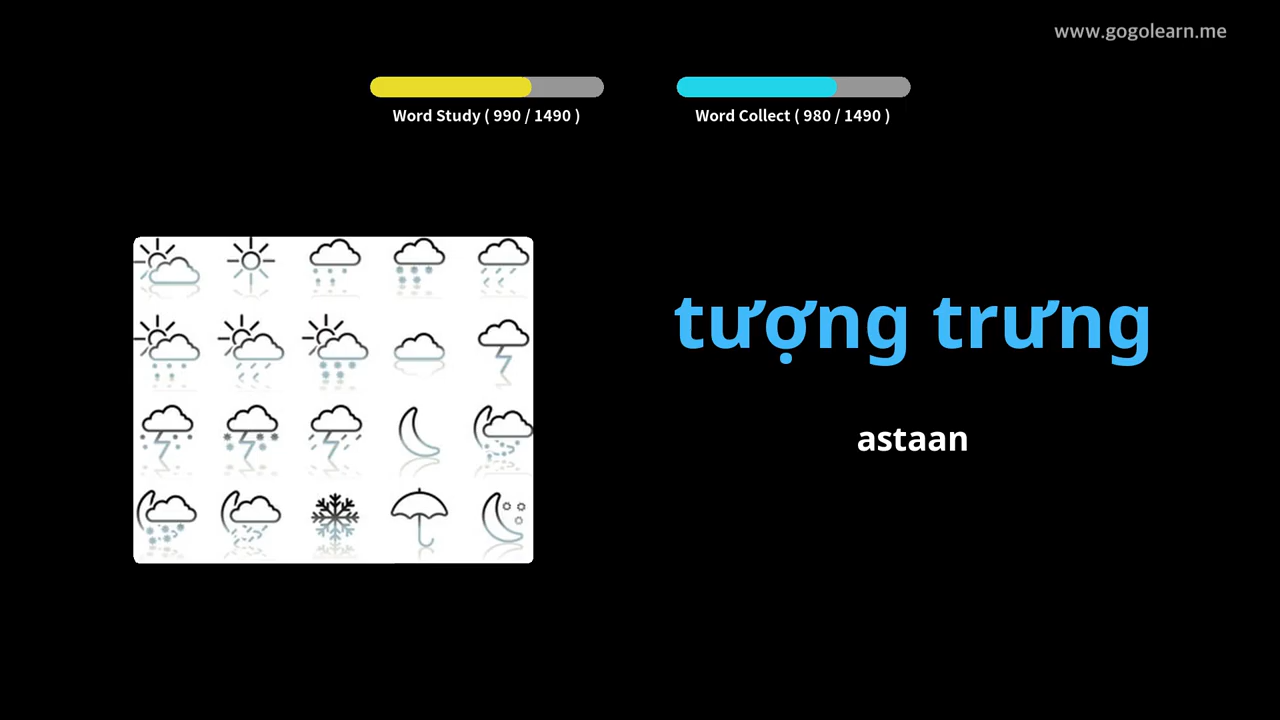 www.gogolearn.me
Word Study ( 990 / 1490 )
Word Collect ( 980 / 1490 )
tượng trưng
astaan